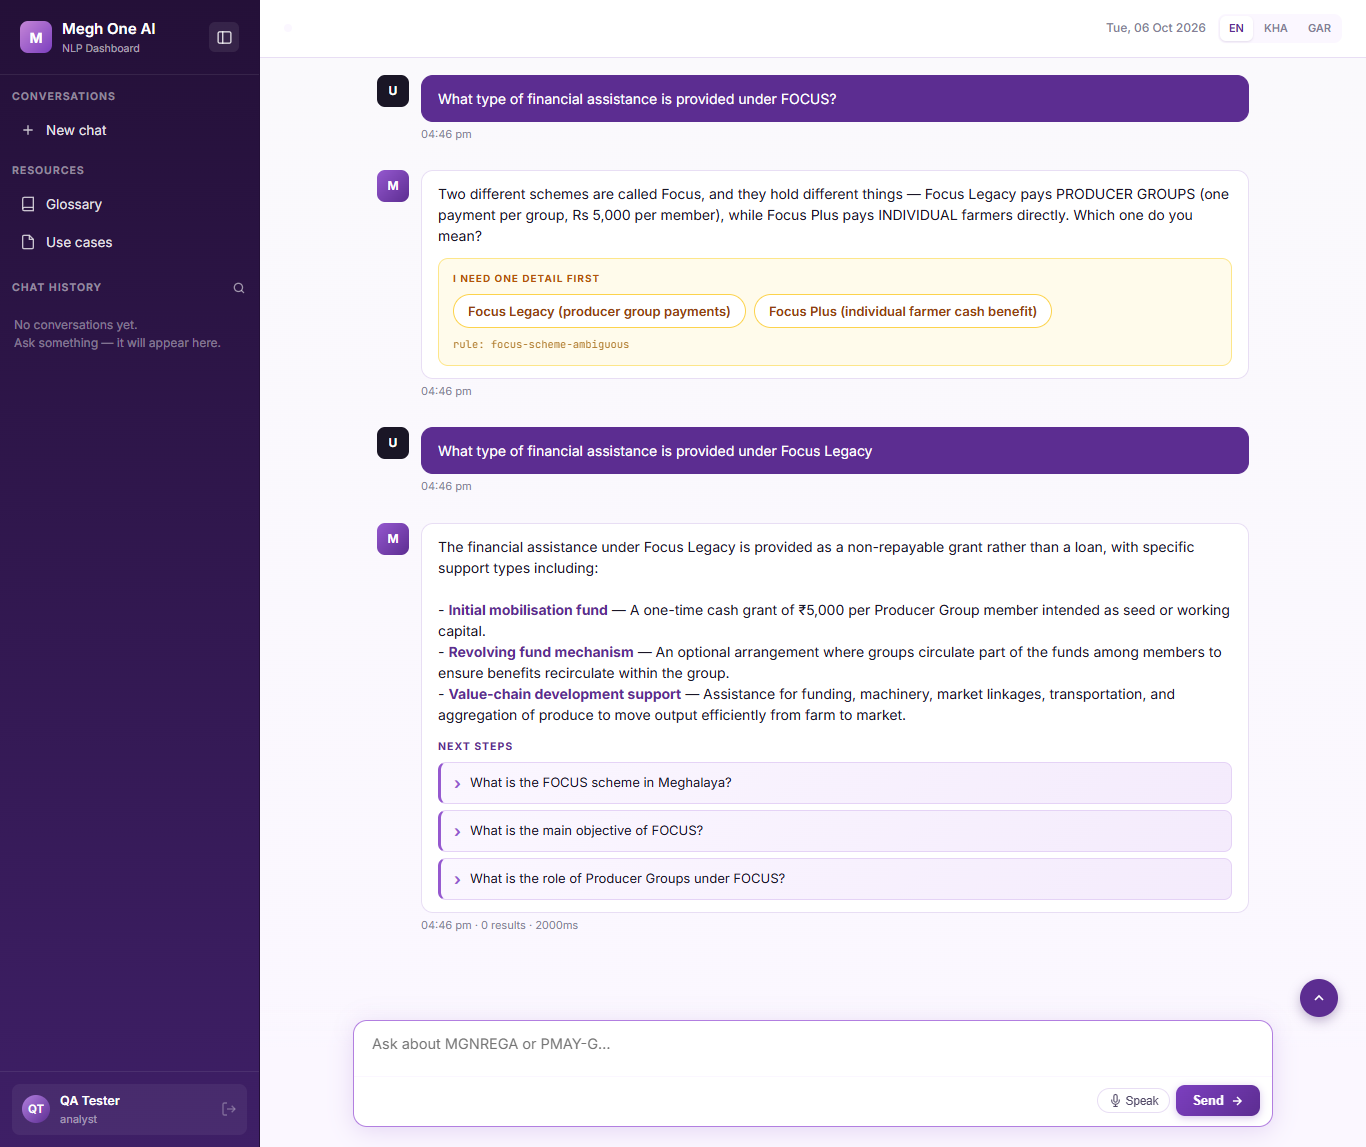 M
Megh One AI
NLP Dashboard
CONVERSATIONS
+ New chat
RESOURCES
Glossary
Use cases
CHAT HISTORY
No conversations yet.
Ask something — it will appear here.
QT
QA Tester
analyst
Tue, 06 Oct 2026
EN
KHA
GAR
U
What type of financial assistance is provided under FOCUS?
04:46 pm
M
Two different schemes are called Focus, and they hold different things — Focus Legacy pays PRODUCER GROUPS (one
payment per group, Rs 5,000 per member), while Focus Plus pays INDIVIDUAL farmers directly. Which one do you
mean?
I NEED ONE DETAIL FIRST
Focus Legacy (producer group payments)
Focus Plus (individual farmer cash benefit)
rule: focus-scheme-ambiguous
04:46 pm
U
What type of financial assistance is provided under Focus Legacy
04:46 pm
M
The financial assistance under Focus Legacy is provided as a non-repayable grant rather than a loan, with specific
support types including:
- Initial mobilisation fund — A one-time cash grant of ₹5,000 per Producer Group member intended as seed or working
capital.
- Revolving fund mechanism — An optional arrangement where groups circulate part of the funds among members to
ensure benefits recirculate within the group.
- Value-chain development support — Assistance for funding, machinery, market linkages, transportation, and
aggregation of produce to move output efficiently from farm to market.
NEXT STEPS
What is the FOCUS scheme in Meghalaya?
What is the main objective of FOCUS?
What is the role of Producer Groups under FOCUS?
04:46 pm · 0 results · 2000ms
Ask about MGNREGA or PMAY-G...
Speak
Send →